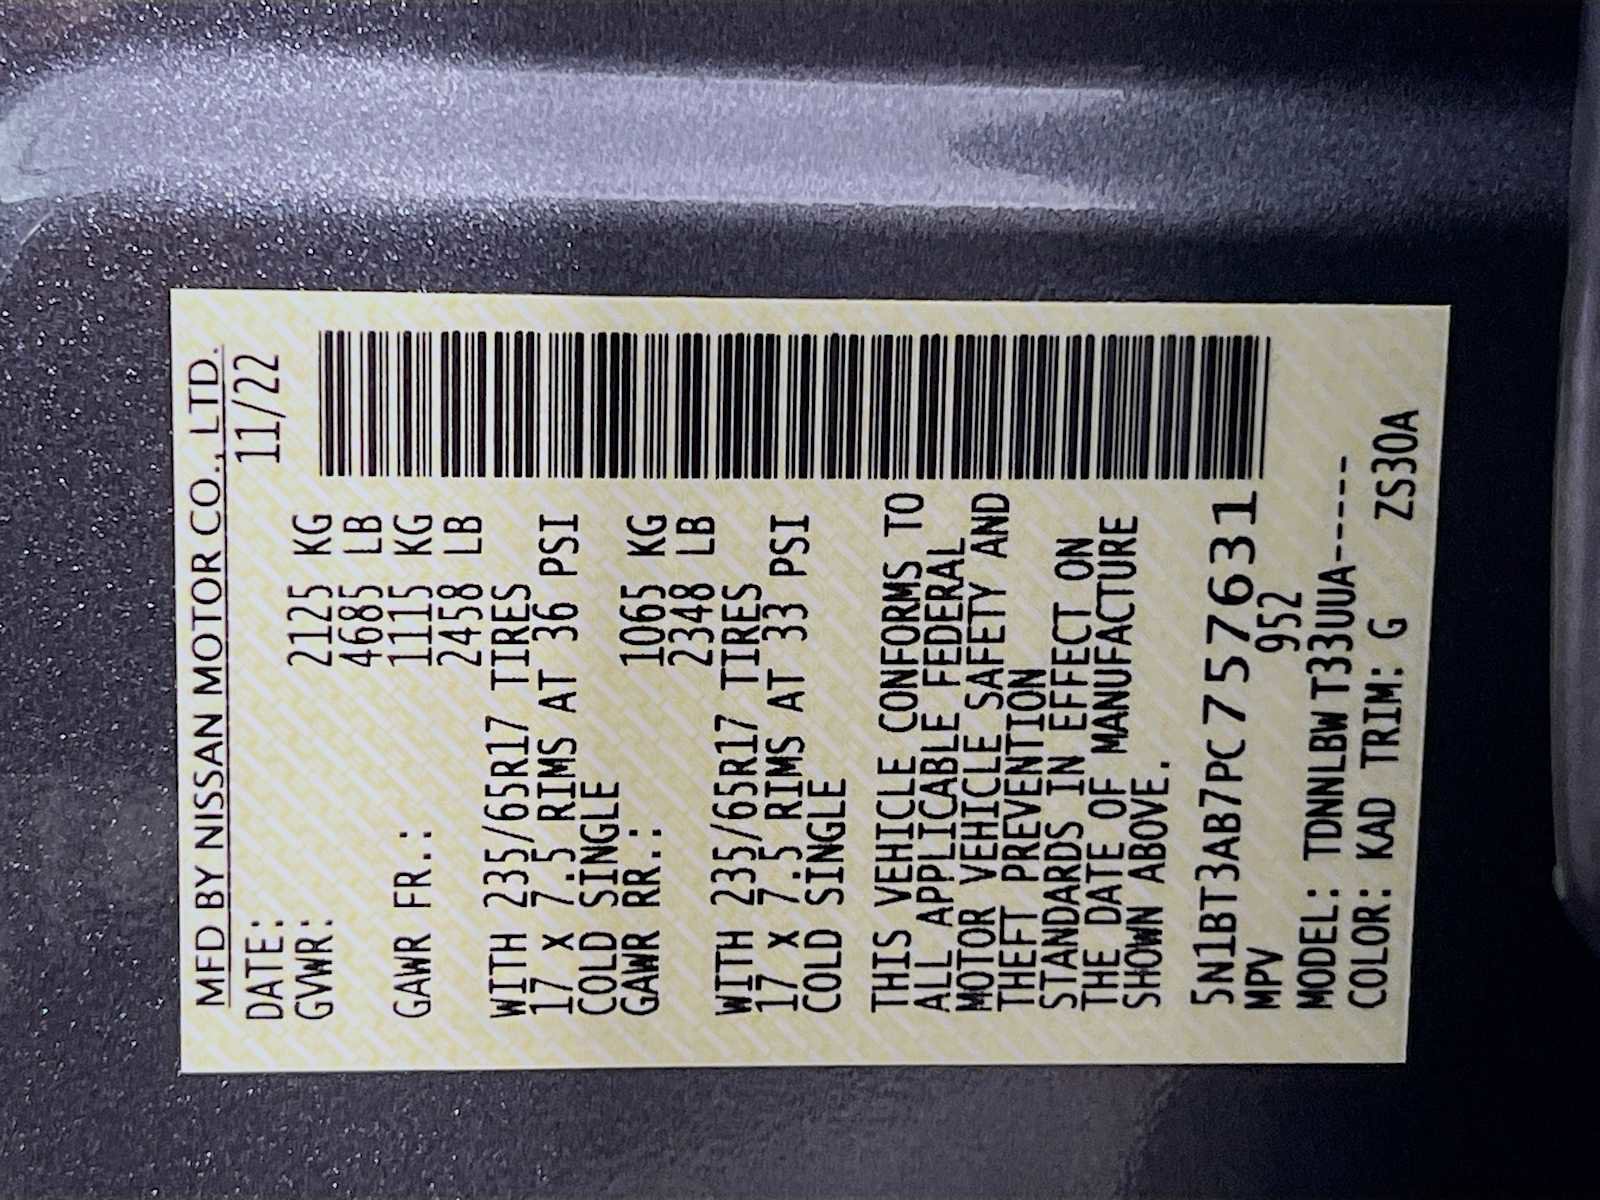 MFD BY NISSAN MOTOR CO., LTD.
DATE: 11/22
GVWR: 2125 KG
4685 LB
GAWR FR.: 1115 KG
2458 LB
WITH 235/65R17 TIRES
17 X 7.5 RIMS AT 36 PSI
COLD SINGLE
GAWR RR.: 1065 KG
2348 LB
WITH 235/65R17 TIRES
17 X 7.5 RIMS AT 33 PSI
COLD SINGLE
THIS VEHICLE CONFORMS TO
ALL APPLICABLE FEDERAL
MOTOR VEHICLE SAFETY AND
THEFT PREVENTION
STANDARDS IN EFFECT ON
THE DATE OF MANUFACTURE
SHOWN ABOVE.
5N1BT3AB7PC757631
MPV 952
MODEL: TDNNLBW T33UUA-----
COLOR: KAD TRIM: G ZS30A